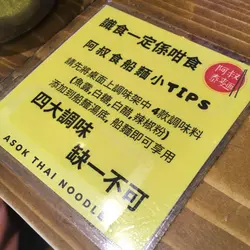 識食一定係咁食
阿叔食船麵小TIPS
請先將桌面上調味架中4款調味料
(魚露,白糖,白醋,辣椒粉)
添加到船麵湯底,船麵即可享用
四大調味
缺一不可
ASOK THAI NOODLE
阿叔
泰麵